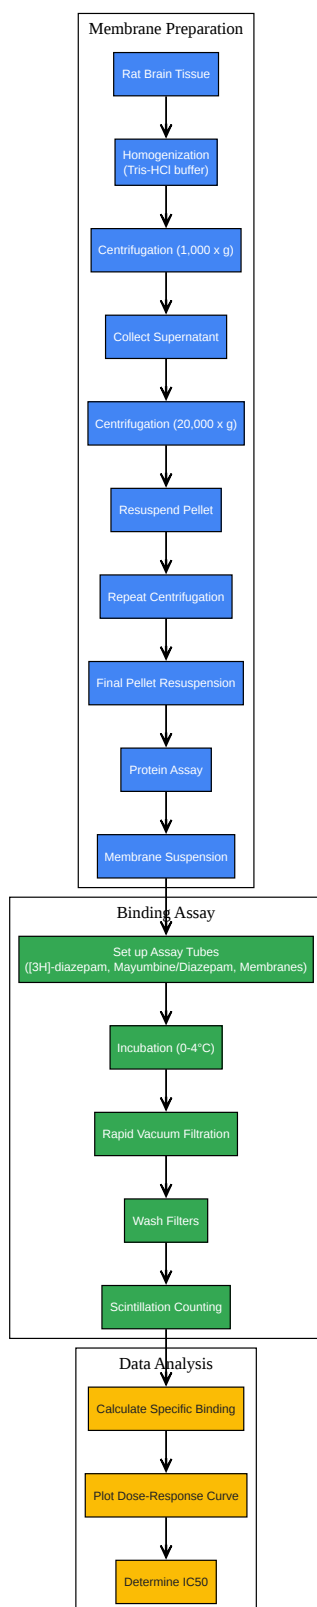 Membrane Preparation
Rat Brain Tissue
Homogenization
(Tris-HCl buffer)
Centrifugation (1,000 x g)
Collect Supernatant
Centrifugation (20,000 x g)
Resuspend Pellet
Repeat Centrifugation
Final Pellet Resuspension
Protein Assay
Membrane Suspension
Binding Assay
Set up Assay Tubes
([3H]-diazepam, Mayumbine/Diazepam, Membranes)
Incubation (0-4°C)
Rapid Vacuum Filtration
Wash Filters
Scintillation Counting
Data Analysis
Calculate Specific Binding
Plot Dose-Response Curve
Determine IC50